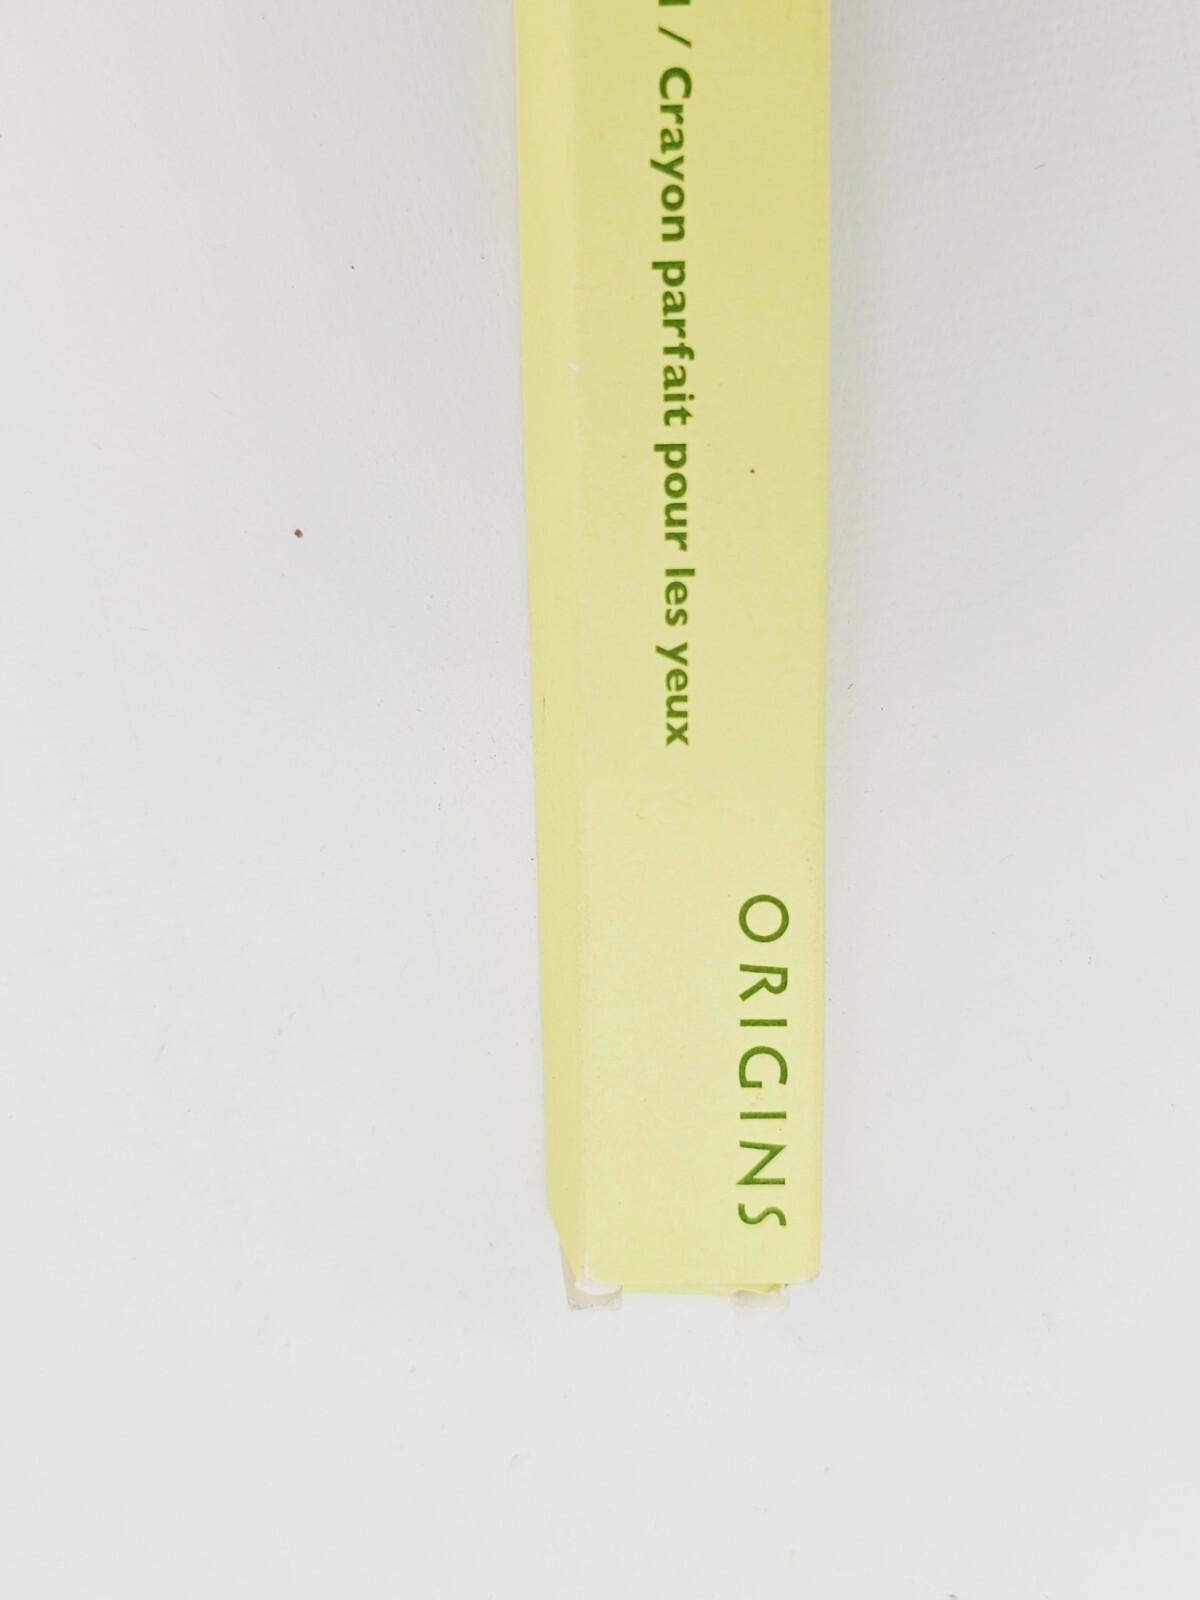 / Crayon parfait pour les yeux
ORIGINS